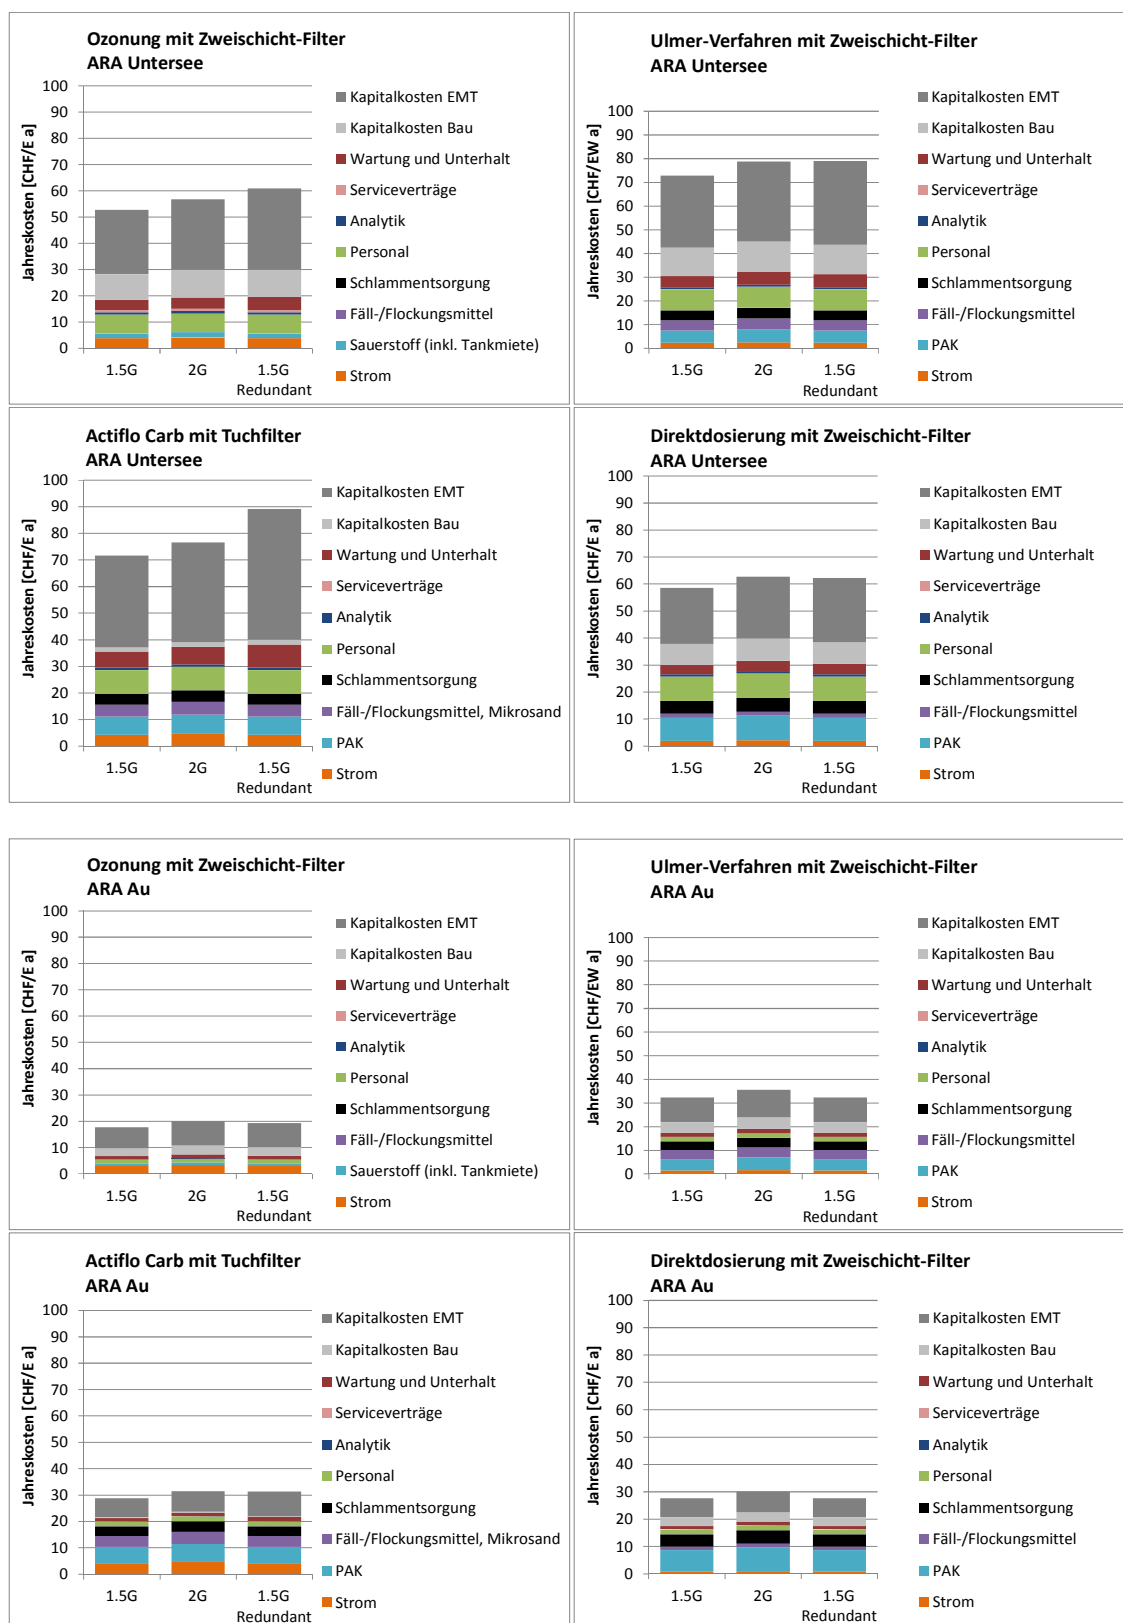 Ozonung mit Zweischicht-Filter
ARA Untersee
Jahreskosten [CHF/E a]
100
90
80
70
60
50
40
30
20
10
0
1.5G
2G
1.5G
Redundant
Kapitalkosten EMT
Kapitalkosten Bau
Wartung und Unterhalt
Serviceverträge
Analytik
Personal
Schlammentsorgung
Fäll-/Flockungsmittel
Sauerstoff (inkl. Tankmiete)
Strom
Ulmer-Verfahren mit Zweischicht-Filter
ARA Untersee
Jahreskosten [CHF/EW a]
100
90
80
70
60
50
40
30
20
10
0
1.5G
2G
1.5G
Redundant
Kapitalkosten EMT
Kapitalkosten Bau
Wartung und Unterhalt
Serviceverträge
Analytik
Personal
Schlammentsorgung
Fäll-/Flockungsmittel
PAK
Strom
Actiflo Carb mit Tuchfilter
ARA Untersee
Jahreskosten [CHF/E a]
100
90
80
70
60
50
40
30
20
10
0
1.5G
2G
1.5G
Redundant
Kapitalkosten EMT
Kapitalkosten Bau
Wartung und Unterhalt
Serviceverträge
Analytik
Personal
Schlammentsorgung
Fäll-/Flockungsmittel, Mikrosand
PAK
Strom
Direktdosierung mit Zweischicht-Filter
ARA Untersee
Jahreskosten [CHF/E a]
100
90
80
70
60
50
40
30
20
10
0
1.5G
2G
1.5G
Redundant
Kapitalkosten EMT
Kapitalkosten Bau
Wartung und Unterhalt
Serviceverträge
Analytik
Personal
Schlammentsorgung
Fäll-/Flockungsmittel
PAK
Strom
Ozonung mit Zweischicht-Filter
ARA Au
Jahreskosten [CHF/E a]
100
90
80
70
60
50
40
30
20
10
0
1.5G
2G
1.5G
Redundant
Kapitalkosten EMT
Kapitalkosten Bau
Wartung und Unterhalt
Serviceverträge
Analytik
Personal
Schlammentsorgung
Fäll-/Flockungsmittel
Sauerstoff (inkl. Tankmiete)
Strom
Ulmer-Verfahren mit Zweischicht-Filter
ARA Au
Jahreskosten [CHF/EW a]
100
90
80
70
60
50
40
30
20
10
0
1.5G
2G
1.5G
Redundant
Kapitalkosten EMT
Kapitalkosten Bau
Wartung und Unterhalt
Serviceverträge
Analytik
Personal
Schlammentsorgung
Fäll-/Flockungsmittel
PAK
Strom
Actiflo Carb mit Tuchfilter
ARA Au
Jahreskosten [CHF/E a]
100
90
80
70
60
50
40
30
20
10
0
1.5G
2G
1.5G
Redundant
Kapitalkosten EMT
Kapitalkosten Bau
Wartung und Unterhalt
Serviceverträge
Analytik
Personal
Schlammentsorgung
Fäll-/Flockungsmittel, Mikrosand
PAK
Strom
Direktdosierung mit Zweischicht-Filter
ARA Au
Jahreskosten [CHF/E a]
100
90
80
70
60
50
40
30
20
10
0
1.5G
2G
1.5G
Redundant
Kapitalkosten EMT
Kapitalkosten Bau
Wartung und Unterhalt
Serviceverträge
Analytik
Personal
Schlammentsorgung
Fäll-/Flockungsmittel
PAK
Strom